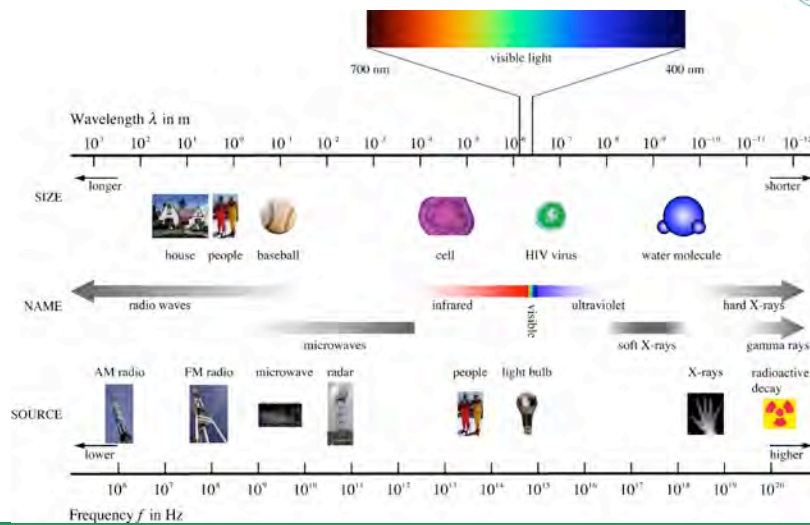 visible light
700 nm 400 nm
Wavelength λ in m
10³ 10² 10¹ 10⁰ 10⁻¹ 10⁻² 10⁻³ 10⁻⁴ 10⁻⁵ 10⁻⁶ 10⁻⁷ 10⁻⁸ 10⁻⁹ 10⁻¹⁰ 10⁻¹¹ 10⁻¹²
longer shorter
SIZE
house people baseball cell HIV virus water molecule
NAME
radio waves infrared visible ultraviolet hard X-rays
microwaves soft X-rays gamma rays
AM radio FM radio microwave radar people light bulb X-rays radioactive
decay
SOURCE
lower higher
10⁶ 10⁷ 10⁸ 10⁹ 10¹⁰ 10¹¹ 10¹² 10¹³ 10¹⁴ 10¹⁵ 10¹⁶ 10¹⁷ 10¹⁸ 10¹⁹ 10²⁰
Frequency f in Hz